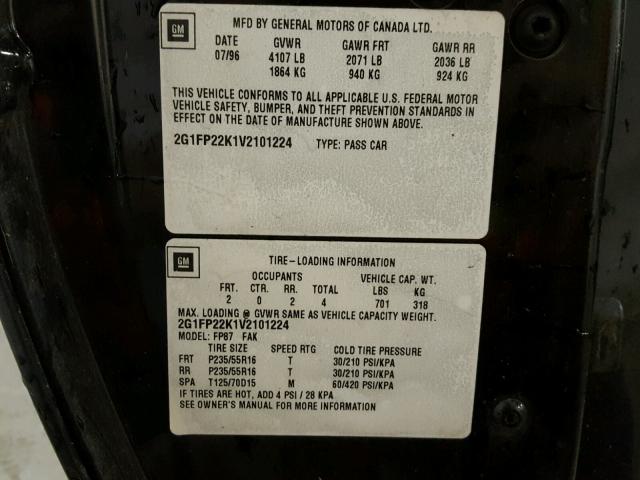 GM
MFD BY GENERAL MOTORS OF CANADA LTD.
DATE GVWR GAWR FRT GAWR RR
07/96 4107 LB 2071 LB 2036 LB
1864 KG 940 KG 924 KG
THIS VEHICLE CONFORMS TO ALL APPLICABLE U.S. FEDERAL MOTOR
VEHICLE SAFETY, BUMPER, AND THEFT PREVENTION STANDARDS IN
EFFECT ON THE DATE OF MANUFACTURE SHOWN ABOVE.
2G1FP22K1V2101224 TYPE: PASS CAR
GM
TIRE-LOADING INFORMATION
OCCUPANTS VEHICLE CAP. WT.
FRT. CTR. RR. TOTAL LBS KG
2 0 2 4 701 318
MAX. LOADING @ GVWR SAME AS VEHICLE CAPACITY WEIGHT.
2G1FP22K1V2101224
MODEL: FP87 FAK
TIRE SIZE SPEED RTG COLD TIRE PRESSURE
FRT P235/55R16 T 30/210 PSI/KPA
RR P235/55R16 T 30/210 PSI/KPA
SPA T125/70D15 M 60/420 PSI/KPA
IF TIRES ARE HOT, ADD 4 PSI / 28 KPA
SEE OWNER'S MANUAL FOR MORE INFORMATION